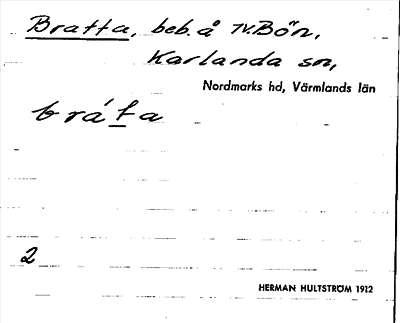 Bratta, beb. å N. Bön,
Karlanda sn,
Nordmarks hd, Värmlands län
bráta
2
HERMAN HULTSTRÖM 1912